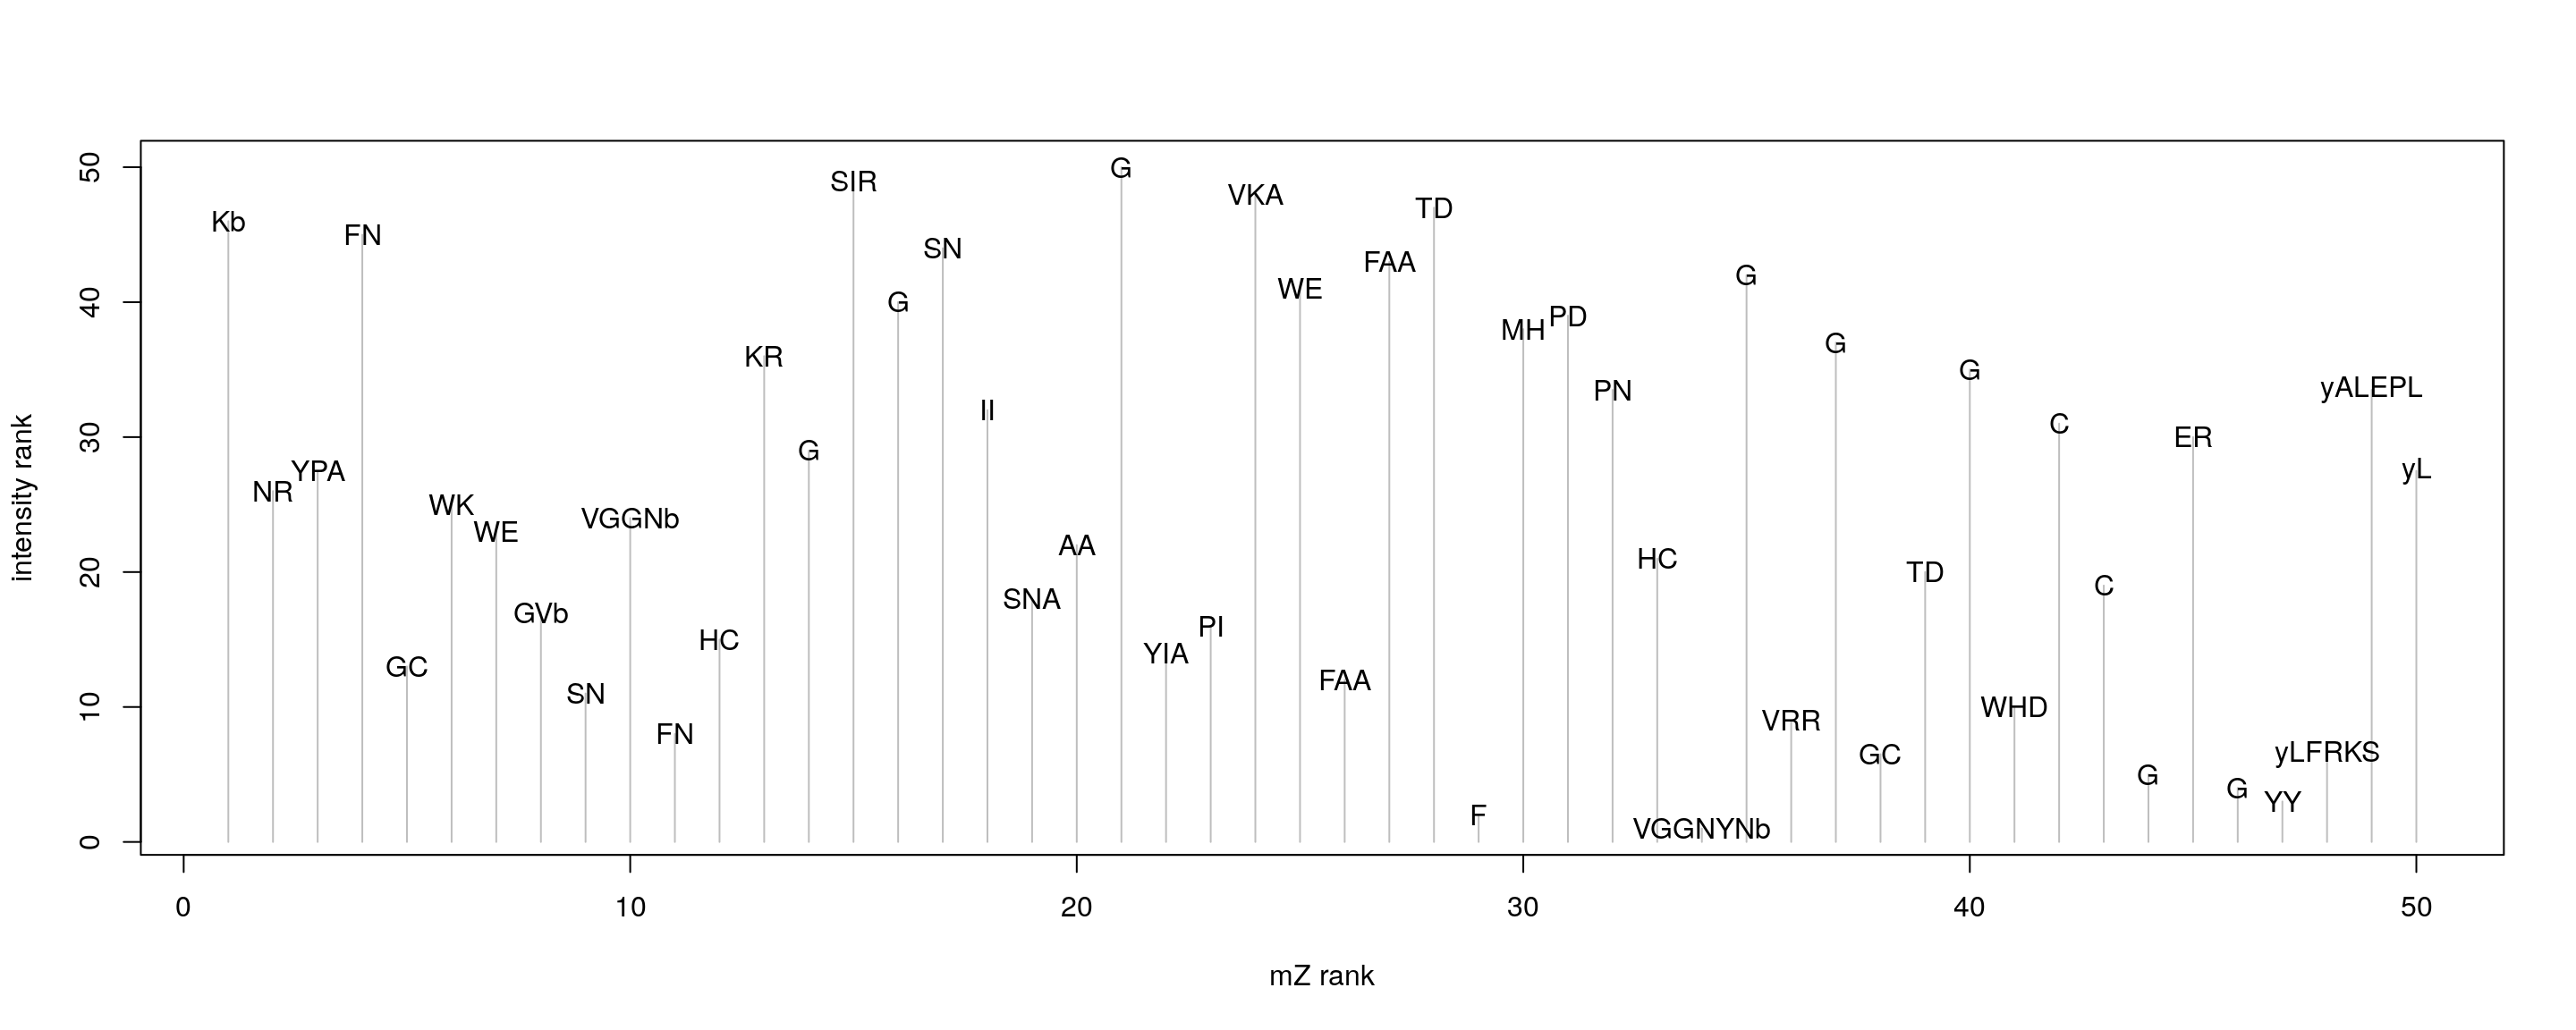 50
G
SIR
VKA
TD
Kb
FN
SN
FAA
G
WE
40
G
PD
MH
G
KR
G
yALEPL
PN
II
C
30
ER
G
YPA
yL
NR
WK
VGGNb
WE
AA
HC
20
TD
C
SNA
GVb
PI
HC
YIA
GC
FAA
SN
10
WHD
VRR
FN
yLFRKS
GC
G
G
YY
F
VGGNYNb
0
intensity rank
0 10 20 30 40 50
mZ rank